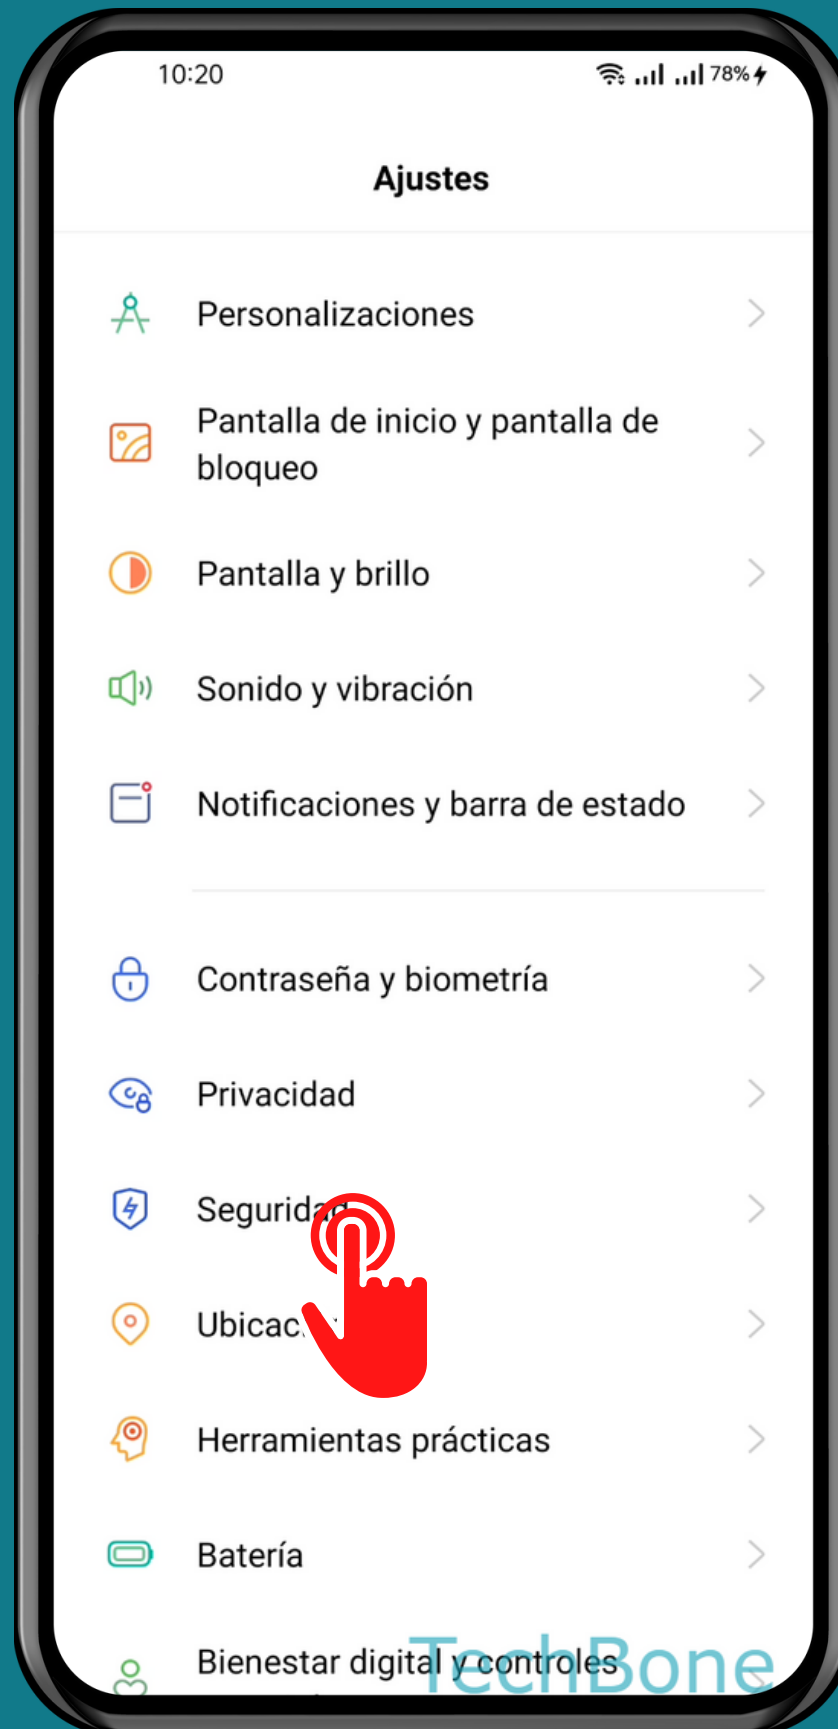 10:20
78%
Ajustes
Personalizaciones
Pantalla de inicio y pantalla de
bloqueo
Pantalla y brillo
Sonido y vibración
Notificaciones y barra de estado
Contraseña y biometría
Privacidad
Seguridad
Herramientas prácticas
Batería
Bienestar digital y controles
TechBone